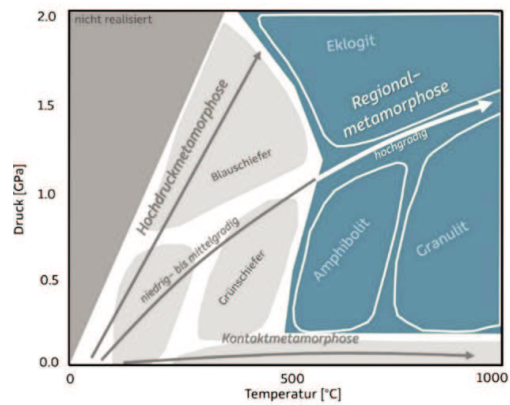 2.0
nicht realisiert
Eklogit
Regional-
metamorphose
hochgradig
1.5
Hochdruckmetamorphose
Blauschiefer
Druck [GPa]
1.0
niedrig- bis mittelgradig
Grünschiefer
Amphibolit
Granulit
0.5
Kontaktmetamorphose
0.0
0
500
1000
Temperatur [°C]